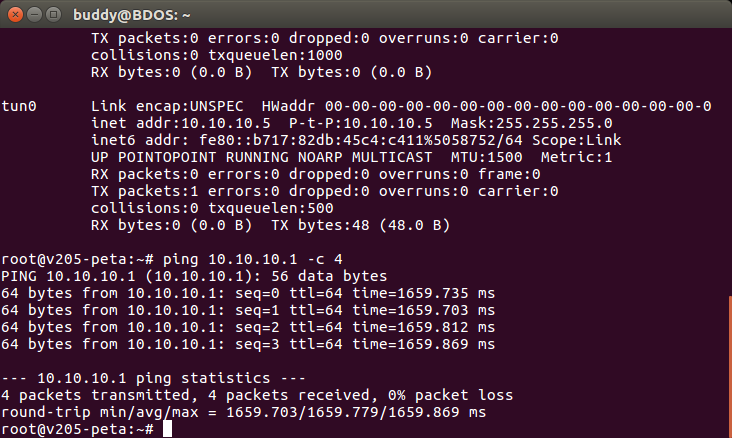 buddy@BDOS: ~
TX packets:0 errors:0 dropped:0 overruns:0 carrier:0
collisions:0 txqueuelen:1000
RX bytes:0 (0.0 B)  TX bytes:0 (0.0 B)
tun0      Link encap:UNSPEC  HWaddr 00-00-00-00-00-00-00-00-00-00-00-00-00-00-0
inet addr:10.10.10.5  P-t-P:10.10.10.5  Mask:255.255.255.0
inet6 addr: fe80::b717:82db:45c4:c411%5058752/64 Scope:Link
UP POINTOPOINT RUNNING NOARP MULTICAST  MTU:1500  Metric:1
RX packets:0 errors:0 dropped:0 overruns:0 frame:0
TX packets:1 errors:0 dropped:0 overruns:0 carrier:0
collisions:0 txqueuelen:500
RX bytes:0 (0.0 B)  TX bytes:48 (48.0 B)
root@v205-peta:~# ping 10.10.10.1 -c 4
PING 10.10.10.1 (10.10.10.1): 56 data bytes
64 bytes from 10.10.10.1: seq=0 ttl=64 time=1659.735 ms
64 bytes from 10.10.10.1: seq=1 ttl=64 time=1659.703 ms
64 bytes from 10.10.10.1: seq=2 ttl=64 time=1659.812 ms
64 bytes from 10.10.10.1: seq=3 ttl=64 time=1659.869 ms
--- 10.10.10.1 ping statistics ---
4 packets transmitted, 4 packets received, 0% packet loss
round-trip min/avg/max = 1659.703/1659.779/1659.869 ms
root@v205-peta:~#